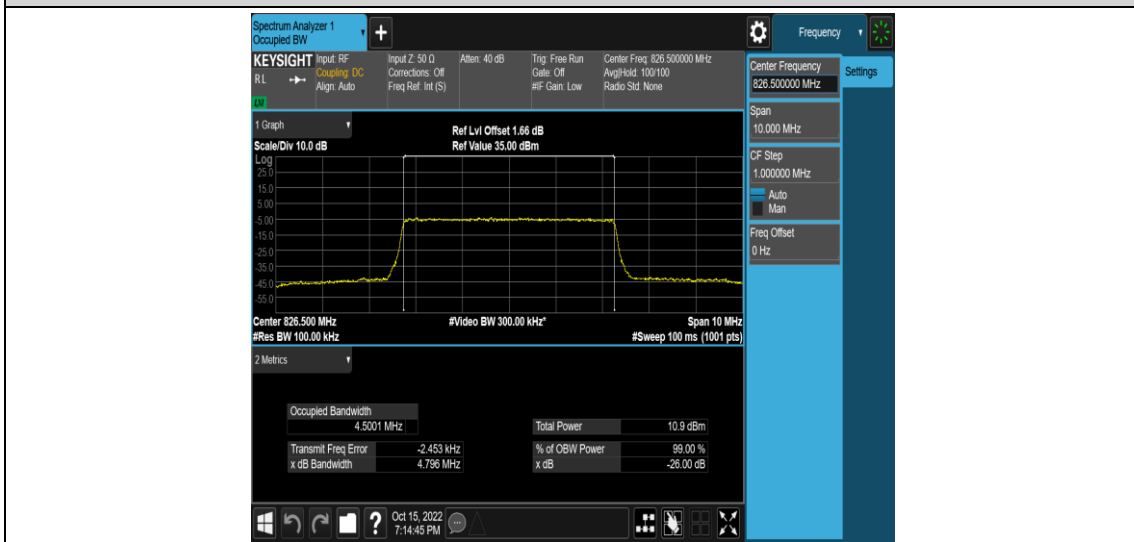 Spectrum Analyzer 1
Occupied BW
+
Frequency
KEYSIGHT
RL
Input: RF
Coupling: DC
Align: Auto
Input Z: 50 Ω
Corrections: Off
Freq Ref: Int (S)
Atten: 40 dB
Trig: Free Run
Gate: Off
#IF Gain: Low
Center Freq: 826.500000 MHz
Avg|Hold: 100/100
Radio Std: None
Center Frequency
826.500000 MHz
Settings
Span
10.000 MHz
CF Step
1.000000 MHz
Auto
Man
Freq Offset
0 Hz
1 Graph
Ref Lvl Offset 1.66 dB
Scale/Div 10.0 dB
Ref Value 35.00 dBm
Log
25.0
15.0
5.00
-5.00
-15.0
-25.0
-35.0
-45.0
-55.0
Center 826.500 MHz
#Video BW 300.00 kHz*
Span 10 MHz
#Res BW 100.00 kHz
#Sweep 100 ms (1001 pts)
2 Metrics
Occupied Bandwidth
4.5001 MHz
Total Power 10.9 dBm
Transmit Freq Error -2.453 kHz
% of OBW Power 99.00 %
x dB Bandwidth 4.796 MHz
x dB -26.00 dB
?
Oct 15, 2022
7:14:45 PM